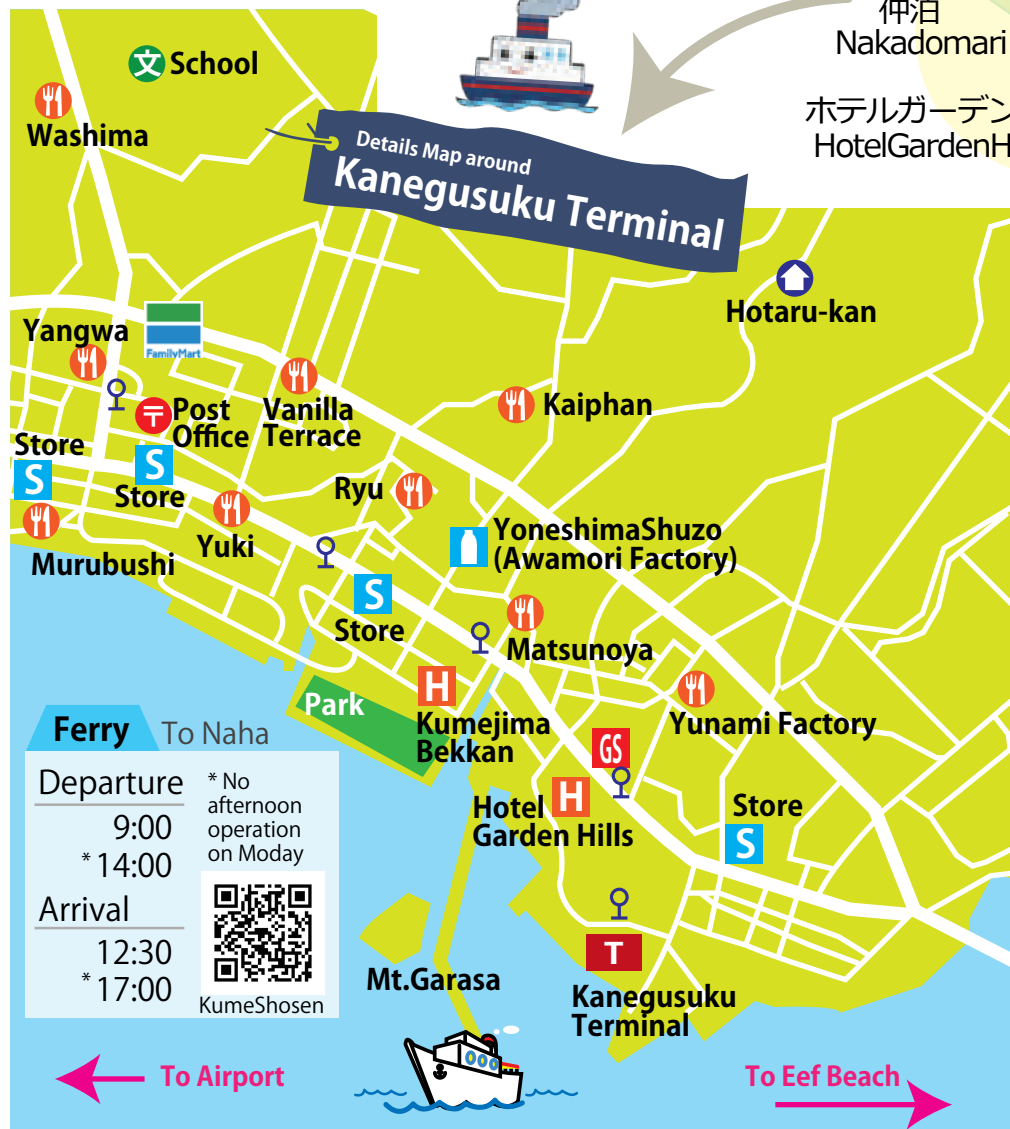 仲泊
Nakadomari
ホテルガーデン
HotelGardenH
文 School
Washima
Details Map around
Kanegusuku Terminal
Hotaru-kan
Yangwa
FamilyMart
Kaiphan
〒 Post
Office
Vanilla
Terrace
Store
S
S
Store
Ryu
Yuki
Murubushi
YoneshimaShuzo
(Awamori Factory)
S
Store
Matsunoya
H
Kumejima
Bekkan
Park
Yunami Factory
GS
Hotel H
Garden Hills
Store
S
Ferry To Naha
Departure
9:00
*14:00
* No
afternoon
operation
on Moday
Arrival
12:30
*17:00
KumeShosen
Mt.Garasa
T
Kanegusuku
Terminal
To Airport
To Eef Beach